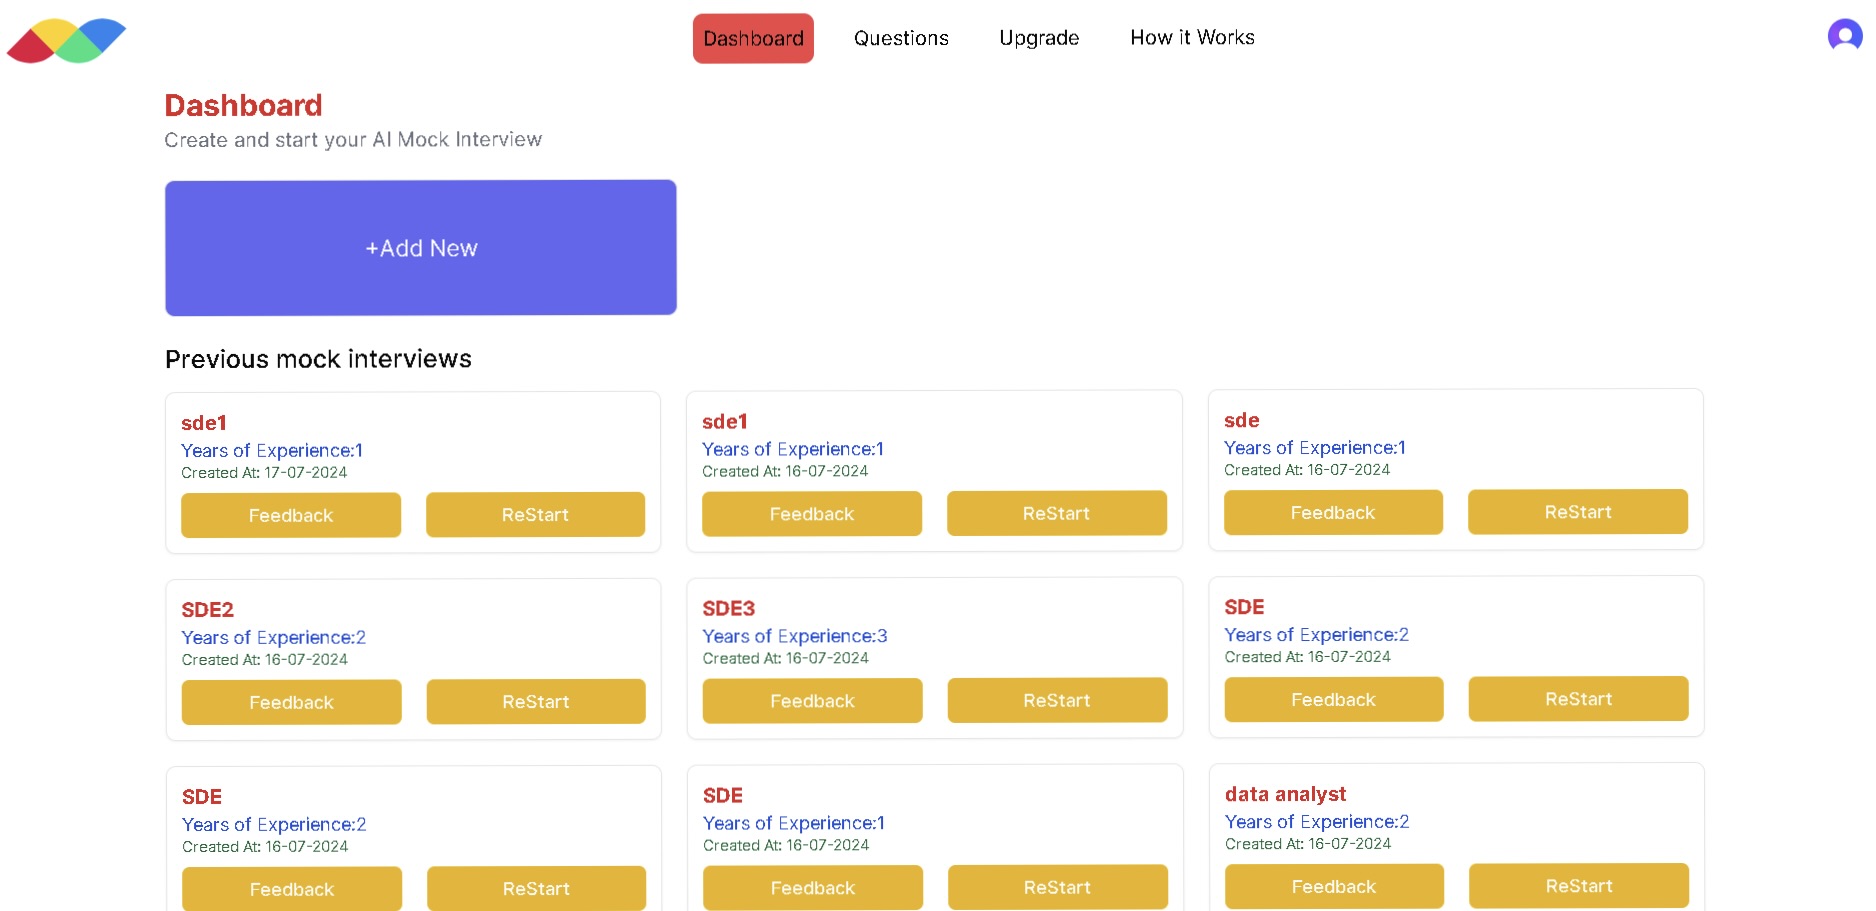 Dashboard
Questions
Upgrade
How it Works
Dashboard
Create and start your AI Mock Interview
+Add New
Previous mock interviews
sde1
Years of Experience:1
Created At: 17-07-2024
Feedback
ReStart
sde1
Years of Experience:1
Created At: 16-07-2024
Feedback
ReStart
sde
Years of Experience:1
Created At: 16-07-2024
Feedback
ReStart
SDE2
Years of Experience:2
Created At: 16-07-2024
Feedback
ReStart
SDE3
Years of Experience:3
Created At: 16-07-2024
Feedback
ReStart
SDE
Years of Experience:2
Created At: 16-07-2024
Feedback
ReStart
SDE
Years of Experience:2
Created At: 16-07-2024
Feedback
ReStart
SDE
Years of Experience:1
Created At: 16-07-2024
Feedback
ReStart
data analyst
Years of Experience:2
Created At: 16-07-2024
Feedback
ReStart